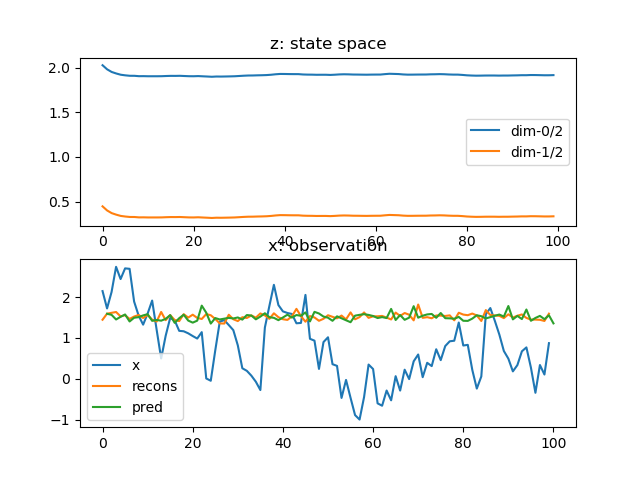 z: state space
2.0
1.5
1.0
0.5
dim-0/2
dim-1/2
0 20 40 60 80 100
x: observation
2
1
0
−1
x
recons
pred
0 20 40 60 80 100